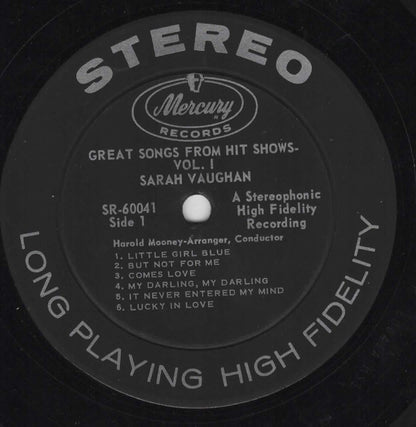 STEREO
Mercury
RECORDS
GREAT SONGS FROM HIT SHOWS-
VOL. I
SARAH VAUGHAN
SR-60041
Side 1
A Stereophonic
High Fidelity
Recording
Harold Mooney-Arranger, Conductor
1. LITTLE GIRL BLUE
2. BUT NOT FOR ME
3. COMES LOVE
4. MY DARLING, MY DARLING
5. IT NEVER ENTERED MY MIND
6. LUCKY IN LOVE
LONG PLAYING HIGH FIDELITY